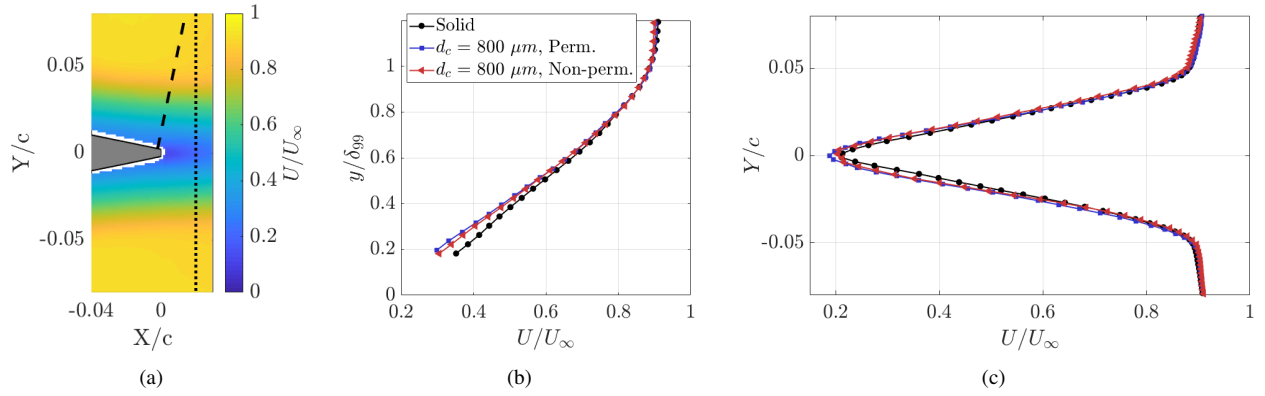 0.05
0
-0.05
Y/c
-0.04
0
X/c
1
0.8
0.6
0.4
0.2
0
U/U∞
(a)
Solid
d_c = 800 μm, Perm.
d_c = 800 μm, Non-perm.
1
0.8
0.6
0.4
0.2
0
y/δ99
0.2
0.4
0.6
0.8
1
U/U∞
(b)
0.05
0
-0.05
Y/c
0.2
0.4
0.6
0.8
1
U/U∞
(c)